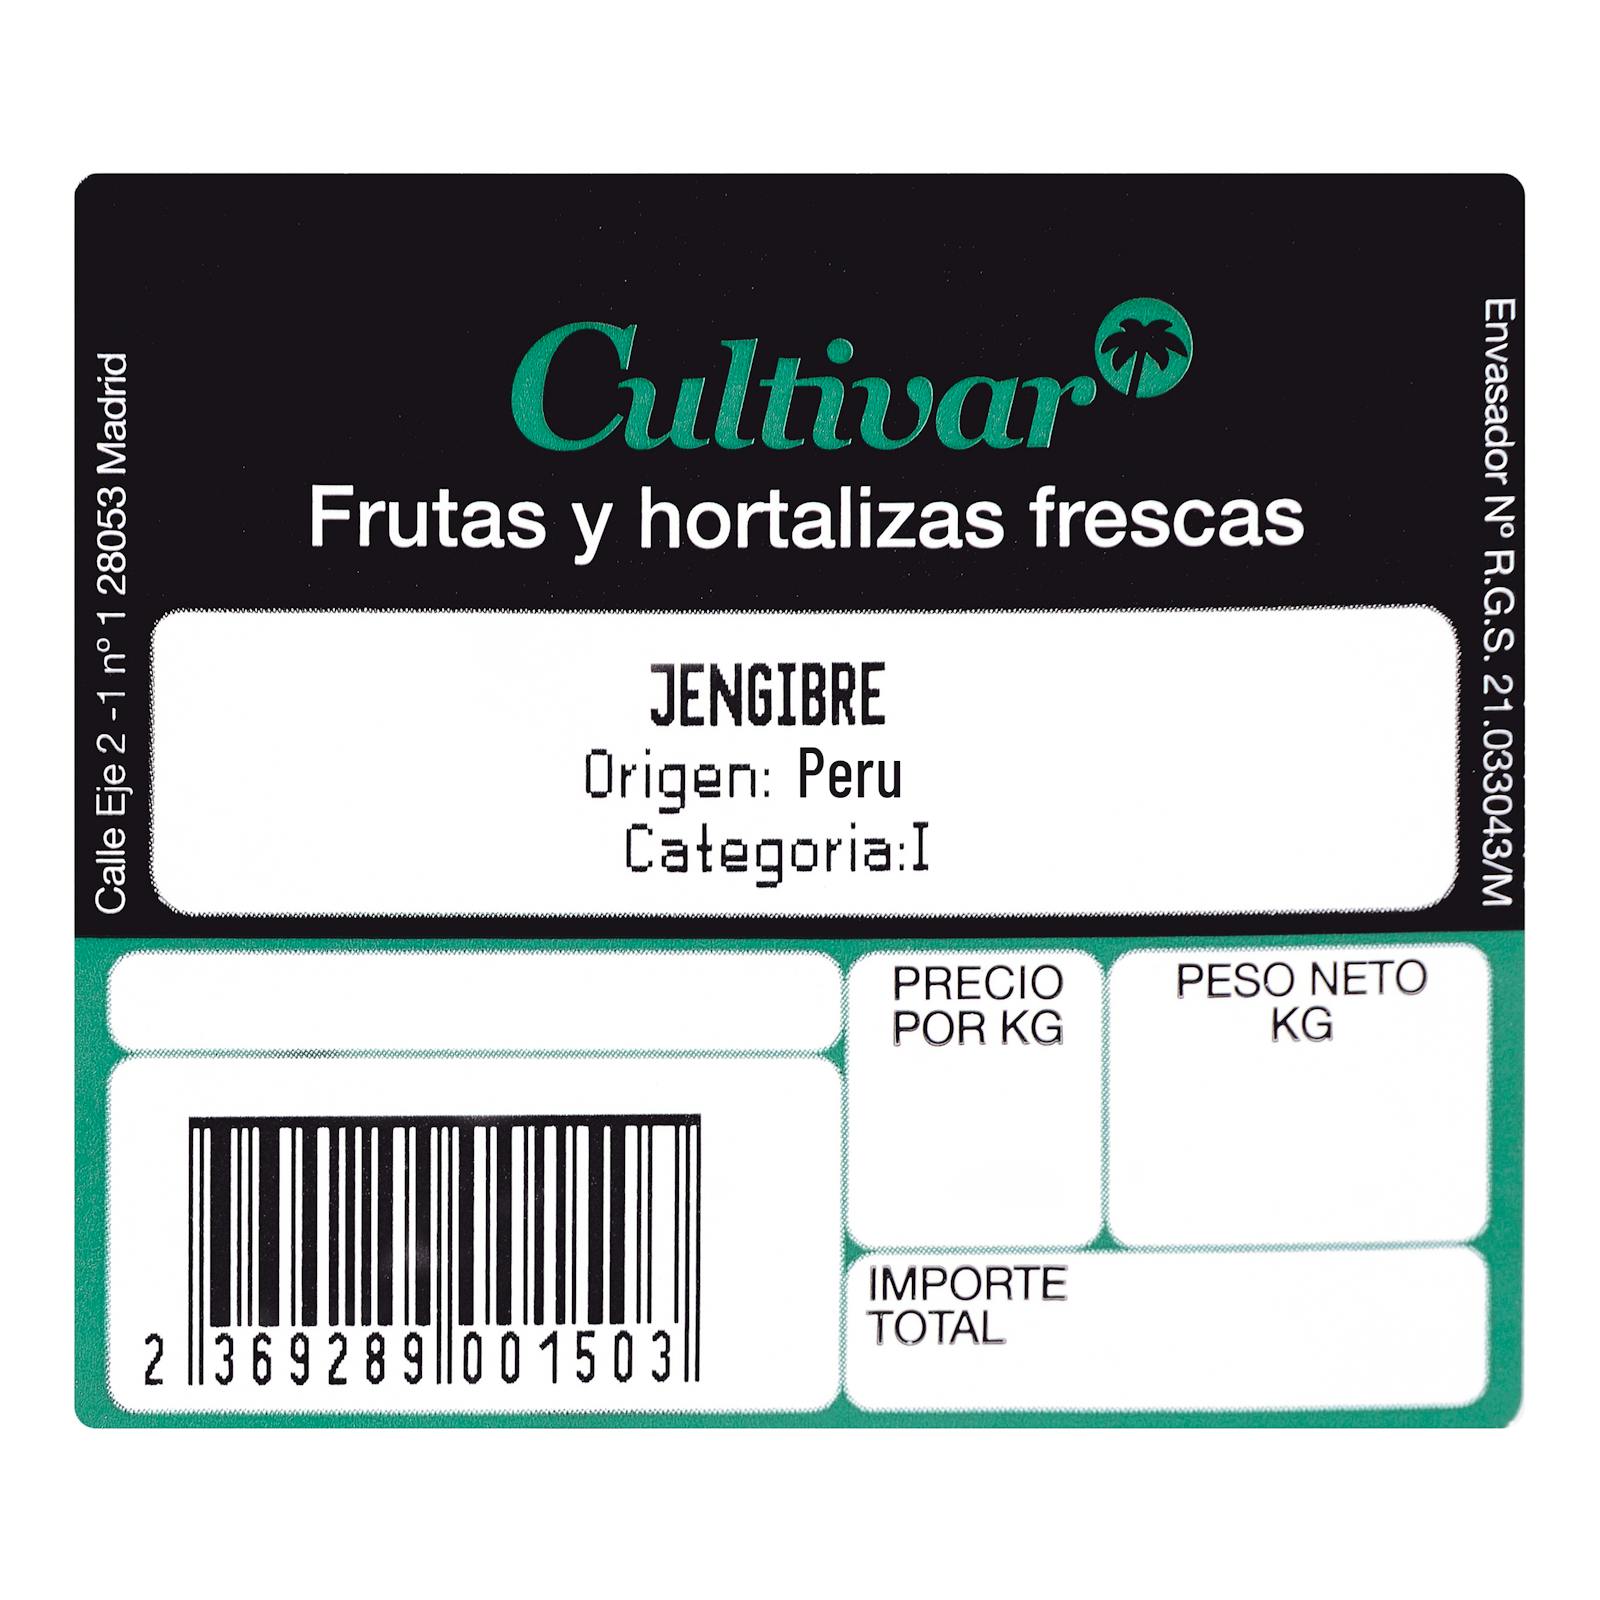 Cultivar
Frutas y hortalizas frescas
Calle Eje 2 -1 nº 1 28053 Madrid
Envasador Nº R.G.S. 21.033043/M
JENGIBRE
Origen: Peru
Categoria:I
PRECIO
POR KG
PESO NETO
KG
IMPORTE
TOTAL
2 369289 001503